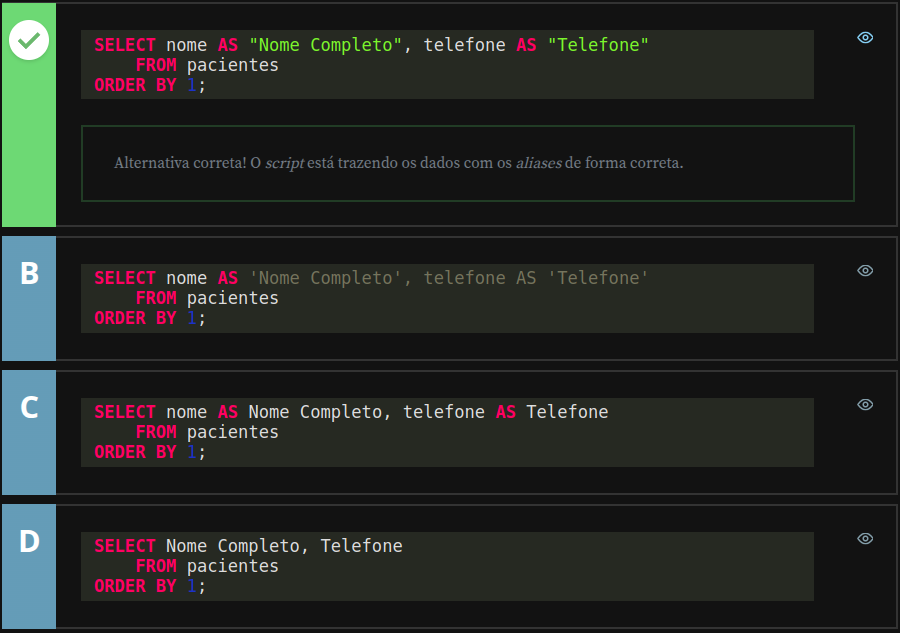 SELECT nome AS "Nome Completo", telefone AS "Telefone"
FROM pacientes
ORDER BY 1;
Alternativa correta! O script está trazendo os dados com os aliases de forma correta.
B
SELECT nome AS 'Nome Completo', telefone AS 'Telefone'
FROM pacientes
ORDER BY 1;
C
SELECT nome AS Nome Completo, telefone AS Telefone
FROM pacientes
ORDER BY 1;
D
SELECT Nome Completo, Telefone
FROM pacientes
ORDER BY 1;